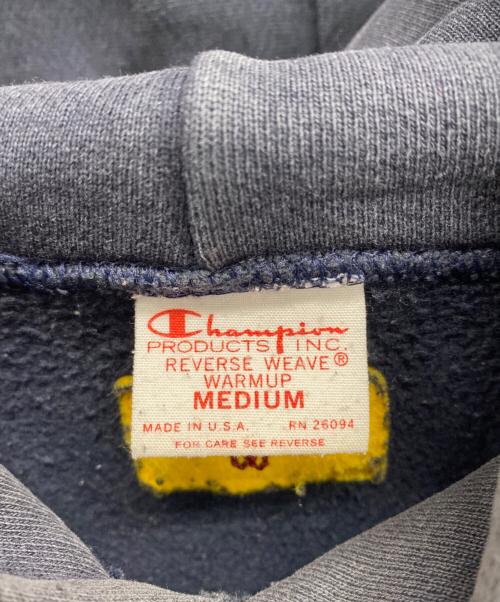 Champion
PRODUCTS INC.
REVERSE WEAVE®
WARMUP
MEDIUM
MADE IN U.S.A. RN 26094
FOR CARE SEE REVERSE